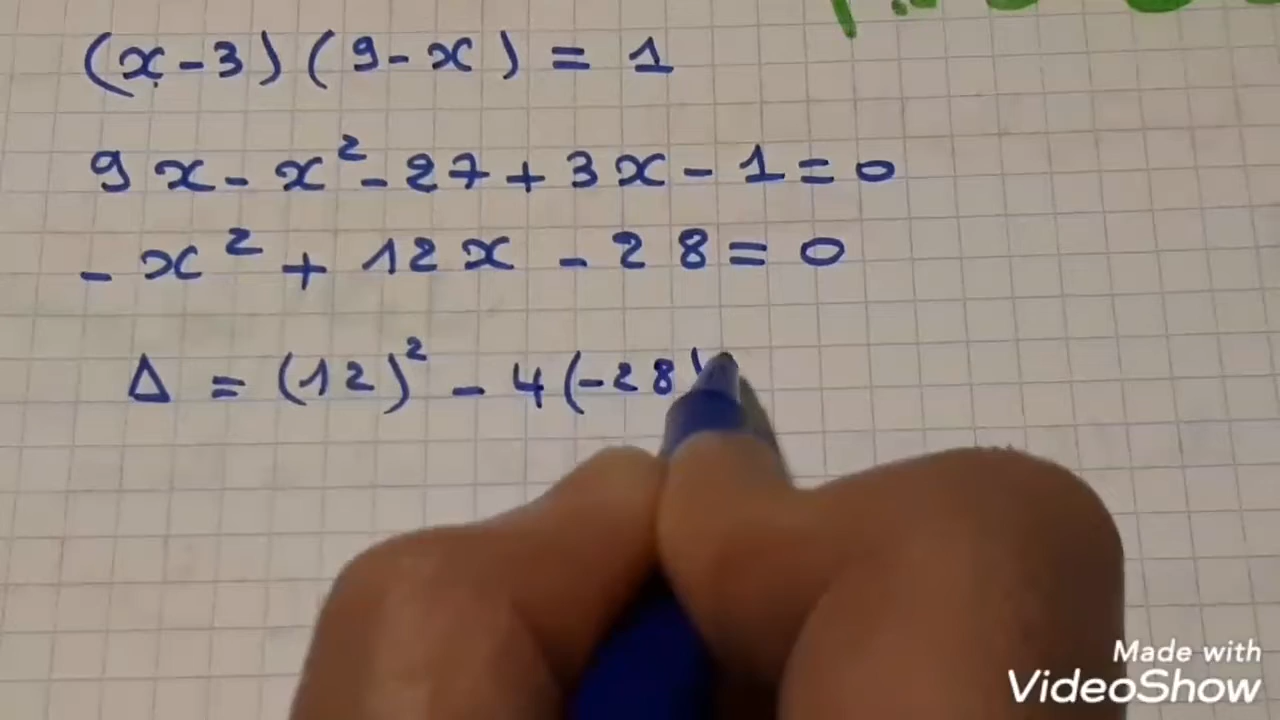 (x-3)(9-x) = 1
9x - x² - 27 + 3x - 1 = 0
- x² + 12x - 28 = 0
Δ = (12)² - 4(-28)
Made with
VideoShow